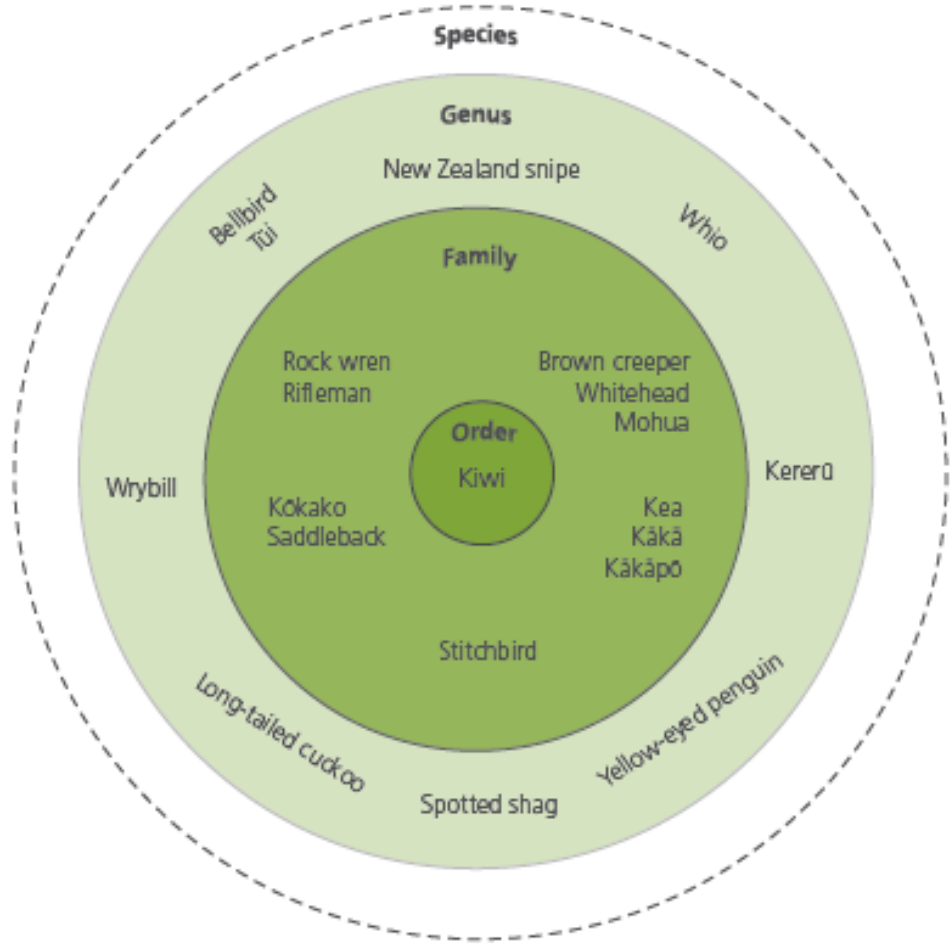 Species
Genus
New Zealand snipe
Bellbird
Tūi
Whio
Family
Rock wren
Rifleman
Brown creeper
Whitehead
Mohua
Order
Kiwi
Wrybill
Kererū
Kōkako
Saddleback
Kea
Kākā
Kākāpō
Stitchbird
Long-tailed cuckoo
Yellow-eyed penguin
Spotted shag